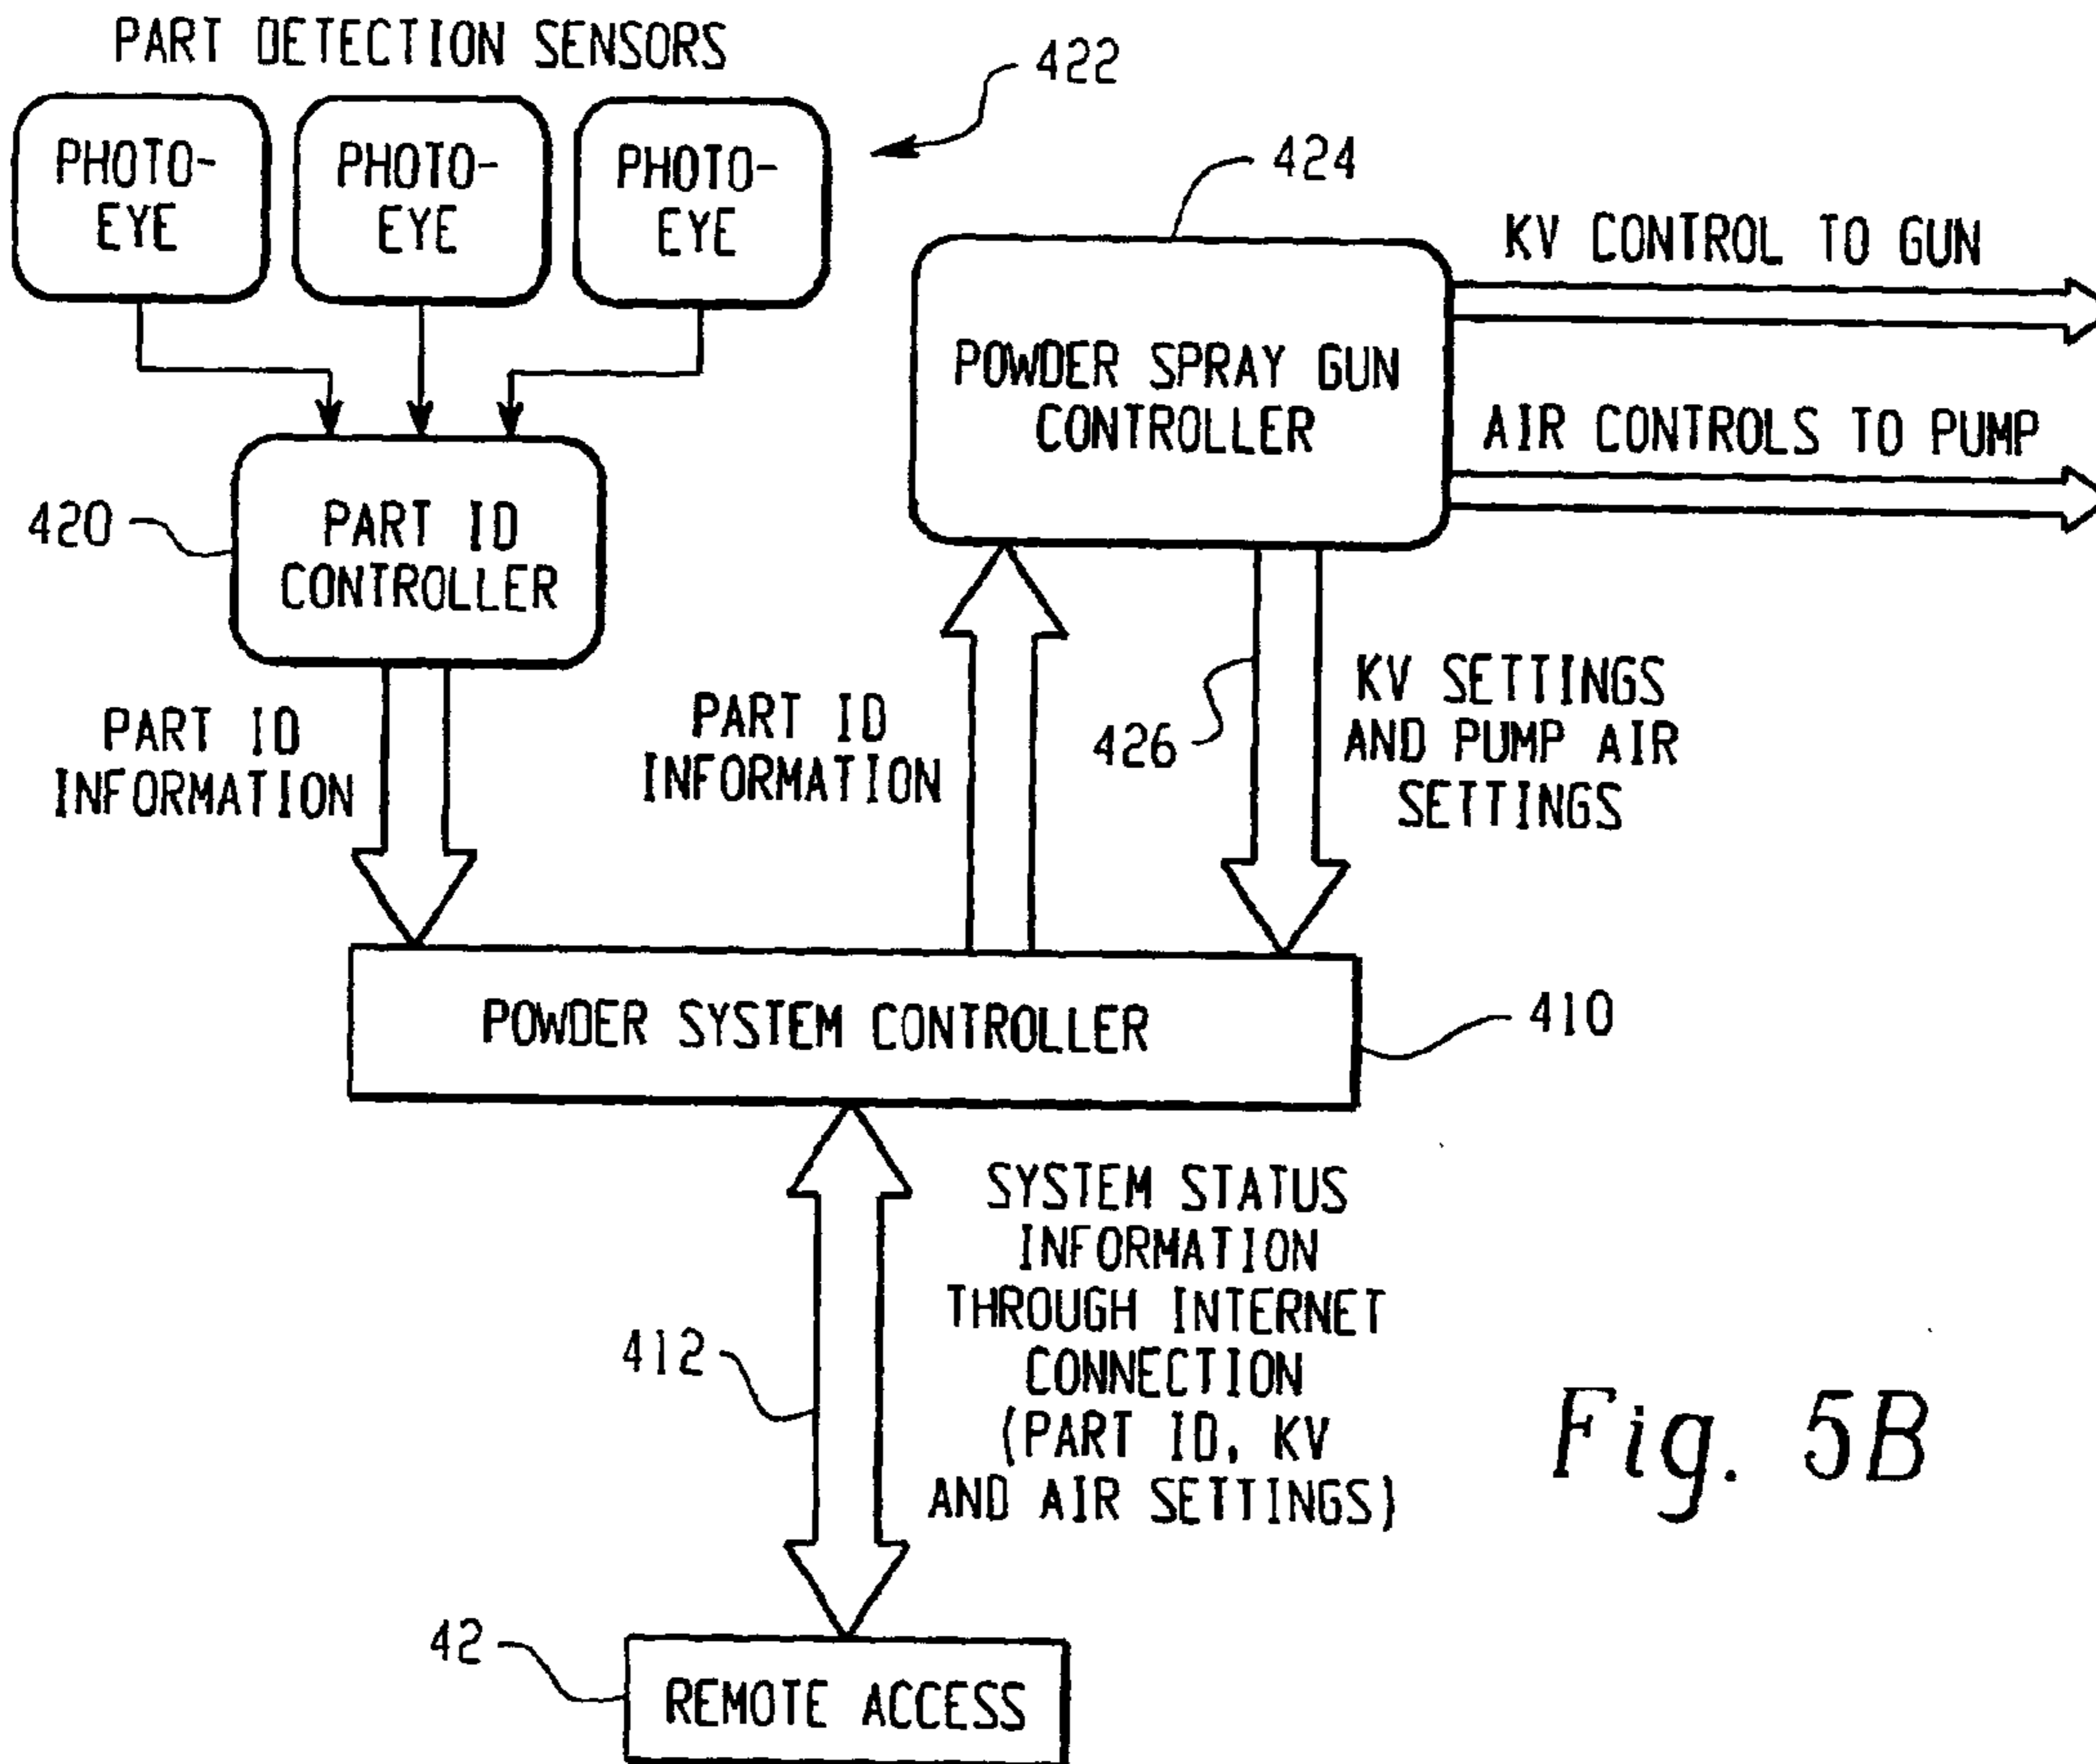 PART DETECTION SENSORS
422
PHOTO-
EYE
PHOTO-
EYE
PHOTO-
EYE
424
KV CONTROL TO GUN
POWDER SPRAY GUN
CONTROLLER
AIR CONTROLS TO PUMP
420
PART ID
CONTROLLER
PART ID
INFORMATION
PART ID
INFORMATION
426
KV SETTINGS
AND PUMP AIR
SETTINGS
POWDER SYSTEM CONTROLLER
410
412
SYSTEM STATUS
INFORMATION
THROUGH INTERNET
CONNECTION
(PART ID, KV
AND AIR SETTINGS)
Fig. 5B
42
REMOTE ACCESS